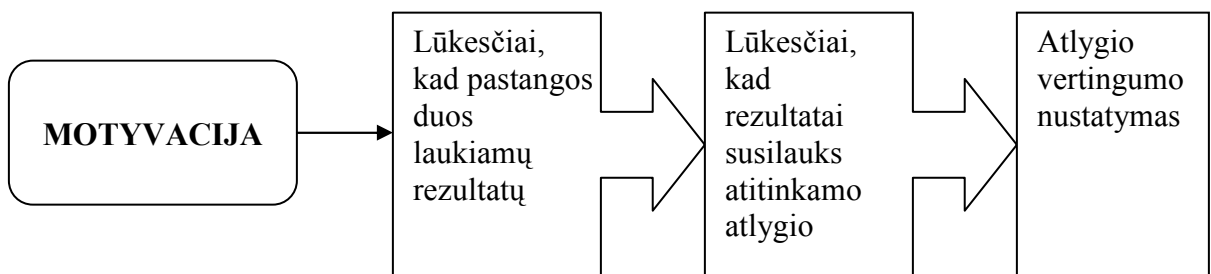 MOTYVACIJA
Lūkesčiai,
kad pastangos
duos
laukiamų
rezultatų
Lūkesčiai,
kad
rezultatai
susilauks
atitinkamo
atlygio
Atlygio
vertingumo
nustatymas